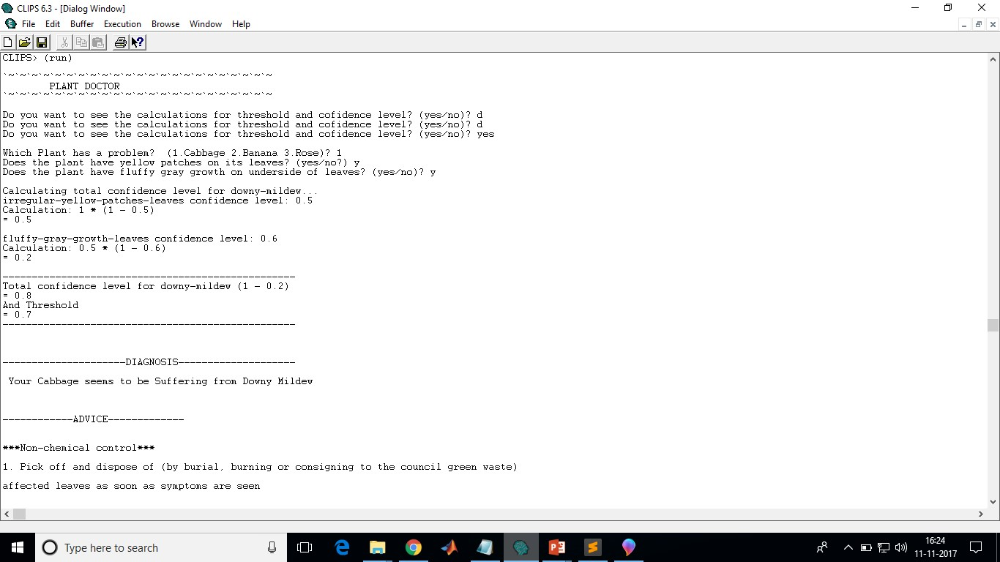 CLIPS 6.3 - [Dialog Window]
File Edit Buffer Execution Browse Window Help
CLIPS> (run)
`~`~`~`~`~`~`~`~`~`~`~`~`~`~`~`~`~`~`~`~`~`~`~
PLANT DOCTOR
`~`~`~`~`~`~`~`~`~`~`~`~`~`~`~`~`~`~`~`~`~`~`~
Do you want to see the calculations for threshold and cofidence level? (yes/no)? d
Do you want to see the calculations for threshold and cofidence level? (yes/no)? d
Do you want to see the calculations for threshold and cofidence level? (yes/no)? yes
Which Plant has a problem?  (1.Cabbage 2.Banana 3.Rose)? 1
Does the plant have yellow patches on its leaves? (yes/no?) y
Does the plant have fluffy gray growth on underside of leaves? (yes/no)? y
Calculating total confidence level for downy-mildew...
irregular-yellow-patches-leaves confidence level: 0.5
Calculation: 1 * (1 - 0.5)
= 0.5
fluffy-gray-growth-leaves confidence level: 0.6
Calculation: 0.5 * (1 - 0.6)
= 0.2
--------------------------------------------------
Total confidence level for downy-mildew (1 - 0.2)
= 0.8
And Threshold
= 0.7
--------------------------------------------------
---------------------DIAGNOSIS--------------------
Your Cabbage seems to be Suffering from Downy Mildew
------------ADVICE-------------
***Non-chemical control***
1. Pick off and dispose of (by burial, burning or consigning to the council green waste)
affected leaves as soon as symptoms are seen
Type here to search
16:24
11-11-2017